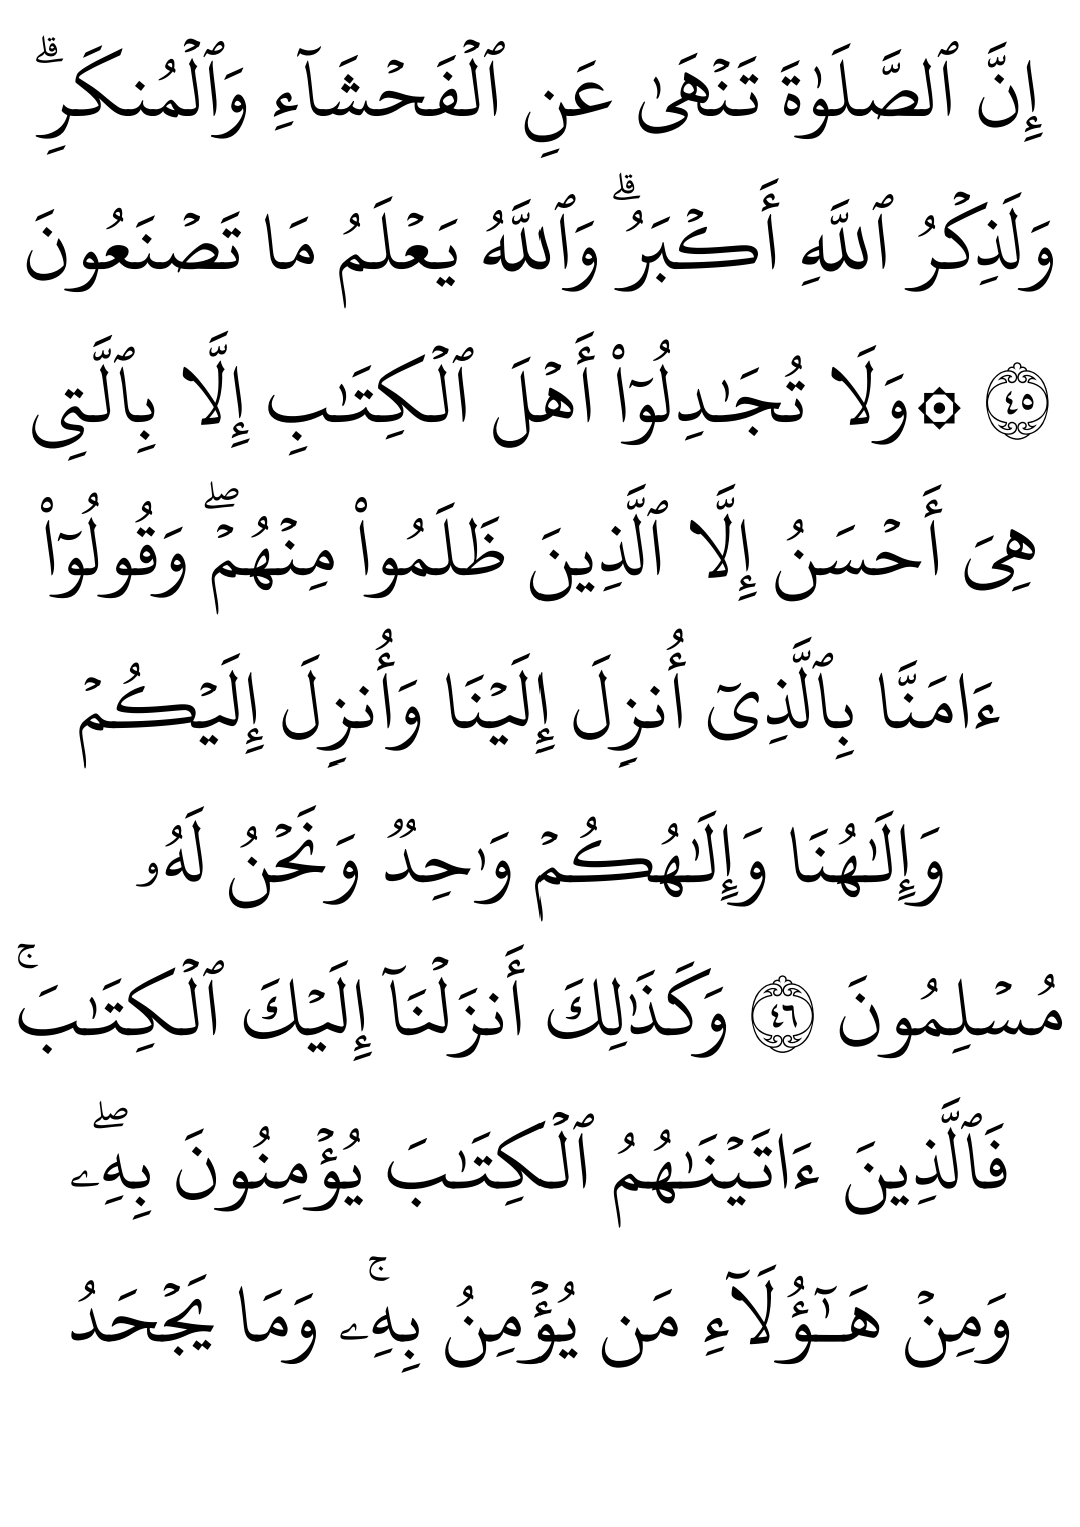 إِنَّ ٱلصَّلَوٰةَ تَنۡهَىٰ عَنِ ٱلۡفَحۡشَآءِ وَٱلۡمُنكَرِۗ
وَلَذِكۡرُ ٱللَّهِ أَكۡبَرُۗ وَٱللَّهُ يَعۡلَمُ مَا تَصۡنَعُونَ
٤٥ ۞وَلَا تُجَٰدِلُوٓاْ أَهۡلَ ٱلۡكِتَٰبِ إِلَّا بِٱلَّتِي
هِيَ أَحۡسَنُ إِلَّا ٱلَّذِينَ ظَلَمُواْ مِنۡهُمۡۖ وَقُولُوٓاْ
ءَامَنَّا بِٱلَّذِيٓ أُنزِلَ إِلَيۡنَا وَأُنزِلَ إِلَيۡكُمۡ
وَإِلَٰهُنَا وَإِلَٰهُكُمۡ وَٰحِدٞ وَنَحۡنُ لَهُۥ
مُسۡلِمُونَ ٤٦ وَكَذَٰلِكَ أَنزَلۡنَآ إِلَيۡكَ ٱلۡكِتَٰبَۚ
فَٱلَّذِينَ ءَاتَيۡنَٰهُمُ ٱلۡكِتَٰبَ يُؤۡمِنُونَ بِهِۦۖ
وَمِنۡ هَٰٓؤُلَآءِ مَن يُؤۡمِنُ بِهِۦۚ وَمَا يَجۡحَدُ